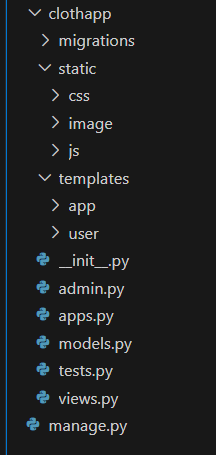 clothapp
migrations
static
css
image
js
templates
app
user
__init__.py
admin.py
apps.py
models.py
tests.py
views.py
manage.py